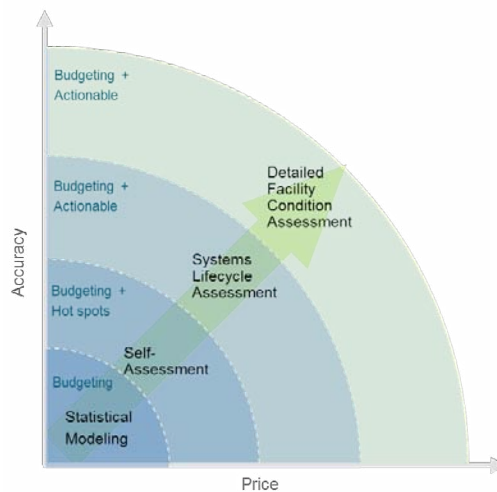 Budgeting +
Actionable
Budgeting +
Actionable
Detailed
Facility
Condition
Assessment
Systems
Lifecycle
Assessment
Budgeting +
Hot spots
Self-
Assessment
Budgeting
Statistical
Modeling
Accuracy
Price